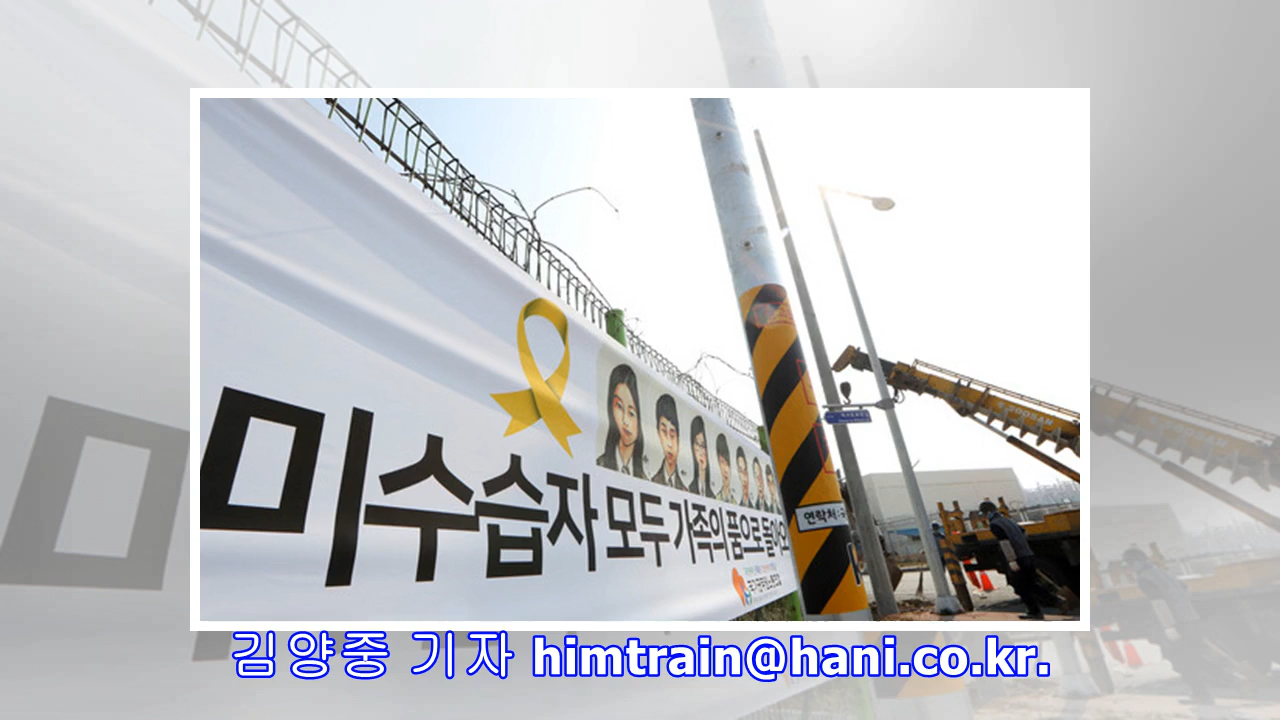 미수습자 모두 가족의 품으로 돌아오
연락처
김양중 기자 himtrain@hani.co.kr.